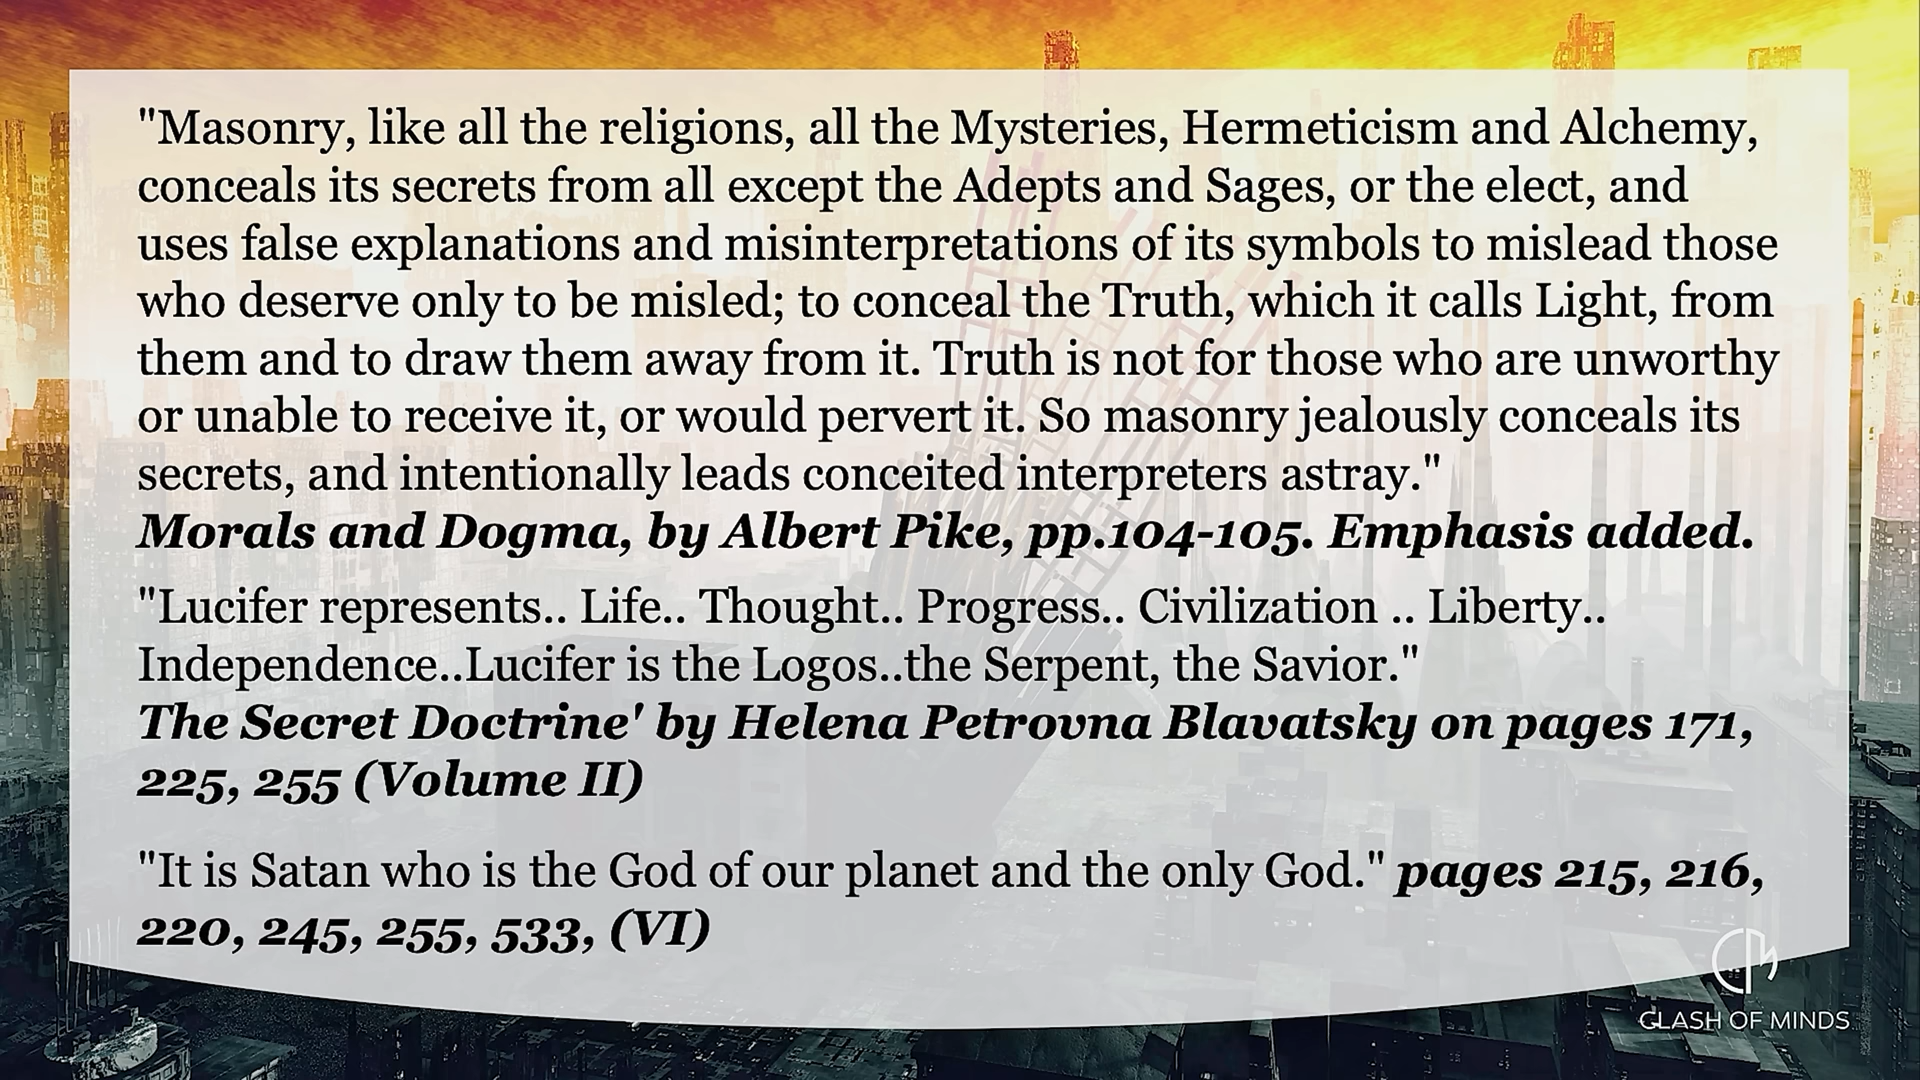 "Masonry, like all the religions, all the Mysteries, Hermeticism and Alchemy,
conceals its secrets from all except the Adepts and Sages, or the elect, and
uses false explanations and misinterpretations of its symbols to mislead those
who deserve only to be misled; to conceal the Truth, which it calls Light, from
them and to draw them away from it. Truth is not for those who are unworthy
or unable to receive it, or would pervert it. So masonry jealously conceals its
secrets, and intentionally leads conceited interpreters astray."
Morals and Dogma, by Albert Pike, pp.104-105. Emphasis added.
"Lucifer represents.. Life.. Thought.. Progress.. Civilization .. Liberty..
Independence..Lucifer is the Logos..the Serpent, the Savior."
The Secret Doctrine' by Helena Petrovna Blavatsky on pages 171,
225, 255 (Volume II)
"It is Satan who is the God of our planet and the only God." pages 215, 216,
220, 245, 255, 533, (VI)
CLASH OF MINDS